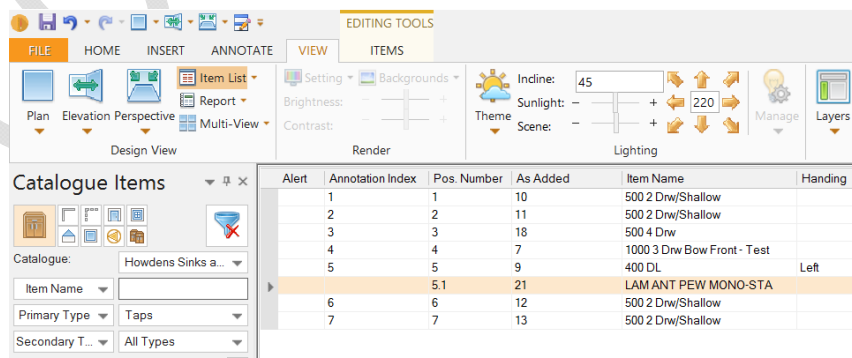 EDITING TOOLS
FILE HOME INSERT ANNOTATE VIEW ITEMS
Plan Elevation Perspective Item List Report Multi-View
Design View
Setting Backgrounds
Brightness: - +
Contrast: - +
Render
Theme Incline: 45
Sunlight: - + 220
Scene: - +
Lighting
Manage Layers
Catalogue Items
Catalogue: Howdens Sinks a...
Item Name
Primary Type Taps
Secondary T... All Types
Alert Annotation Index Pos. Number As Added Item Name Handing
1 1 10 500 2 Drw/Shallow
2 2 11 500 2 Drw/Shallow
3 3 18 500 4 Drw
4 4 7 1000 3 Drw Bow Front - Test
5 5 9 400 DL Left
5.1 21 LAM ANT PEW MONO-STA
6 6 12 500 2 Drw/Shallow
7 7 13 500 2 Drw/Shallow